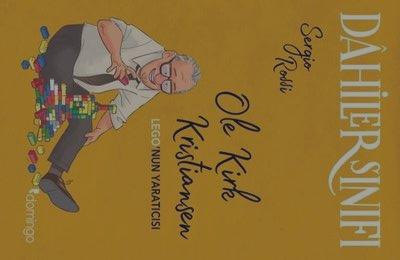 DÂHİLER SINIFI
Sergio
Rossi
Ole Kirk
Kristiansen
LEGO'NUN YARATICISI
domingo